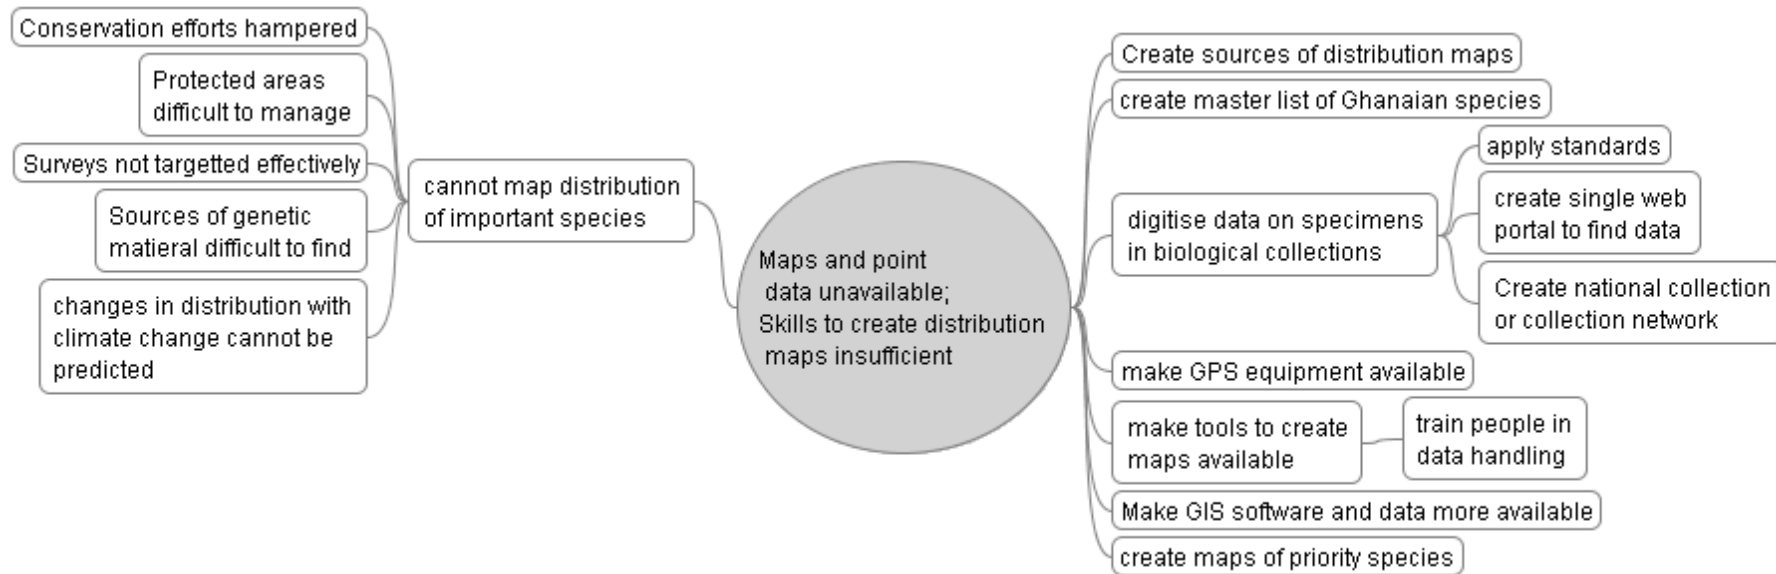 Conservation efforts hampered
Protected areas
difficult to manage
Surveys not targetted effectively
Sources of genetic
matieral difficult to find
changes in distribution with
climate change cannot be
predicted
cannot map distribution
of important species
Maps and point
data unavailable;
Skills to create distribution
maps insufficient
Create sources of distribution maps
create master list of Ghanaian species
digitise data on specimens
in biological collections
apply standards
create single web
portal to find data
Create national collection
or collection network
make GPS equipment available
make tools to create
maps available
train people in
data handling
Make GIS software and data more available
create maps of priority species